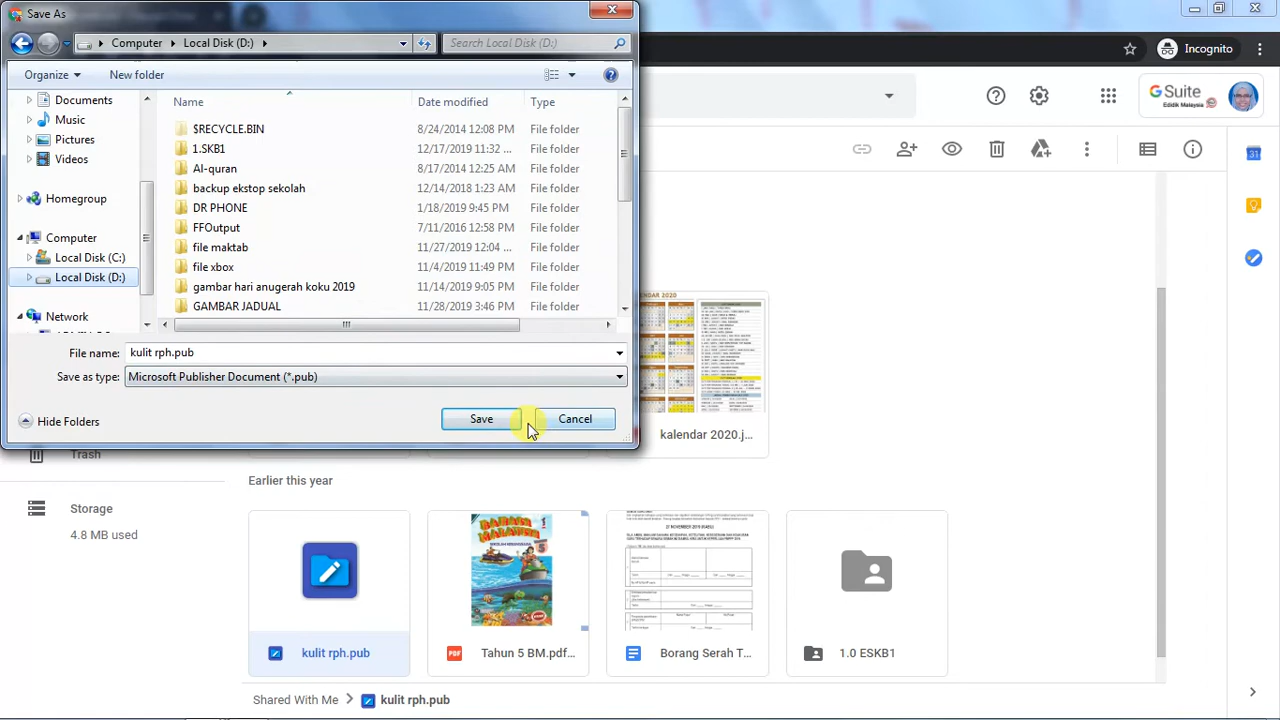 Save As
Computer
Local Disk (D:)
Search Local Disk (D:)
Organize
New folder
Documents
Music
Pictures
Videos
Homegroup
Computer
Local Disk (C:)
Local Disk (D:)
Network
Name
Date modified
Type
$RECYCLE.BIN 8/24/2014 12:08 PM File folder
1.SKB1 12/17/2019 11:32 ... File folder
Al-quran 8/17/2014 12:25 AM File folder
backup ekstop sekolah 12/14/2018 1:23 AM File folder
DR PHONE 1/18/2019 9:45 PM File folder
FFOutput 7/11/2016 12:58 PM File folder
file maktab 11/27/2019 12:04 ... File folder
file xbox 11/4/2019 11:49 PM File folder
gambar hari anugerah koku 2019 11/14/2019 9:05 PM File folder
GAMBAR JADUAL 11/28/2019 3:46 PM File folder
File name: kulit rph.pub
Save as type: Microsoft Publisher Document (*.pub)
Hide Folders
Save
Cancel
Incognito
G Suite
Edidik Malaysia
31
kalendar 2020.j...
Trash
Storage
4.8 MB used
Earlier this year
kulit rph.pub
PDF
Tahun 5 BM.pdf...
Borang Serah T...
1.0 ESKB1
Shared With Me
kulit rph.pub